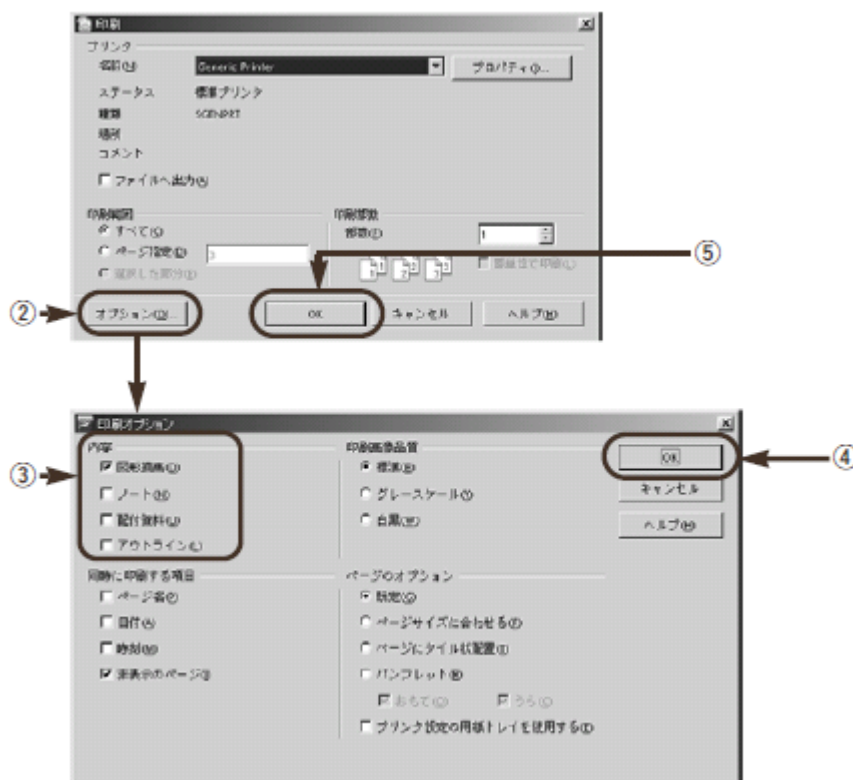 印刷
プリンタ
名前(N) Generic Printer プロパティ(I)...
ステータス 標準プリンタ
種類 SGENPRT
場所
コメント
ファイルへ出力(A)
印刷範囲 印刷部数
すべて(S) 部数(C) 1
ページ指定(D)
選択した部分(B) 部単位で印刷(L)
⑤
② オプション(O)... OK キャンセル ヘルプ(H)
印刷オプション
内容 印刷画像品質
③ 図形描画(D) 標準(B) OK ④
ノート(N) グレースケール(Y) キャンセル
配付資料(U) 白黒(W) ヘルプ(H)
アウトライン(L)
同時に印刷する項目 ページのオプション
ページ名(P) 既定(G)
日付(A) ページサイズに合わせる(F)
時刻(M) ページにタイル状配置(T)
非表示のページ(I) パンフレット(R)
おもて(C) うら(C)
プリンタ設定の用紙トレイを使用する(E)